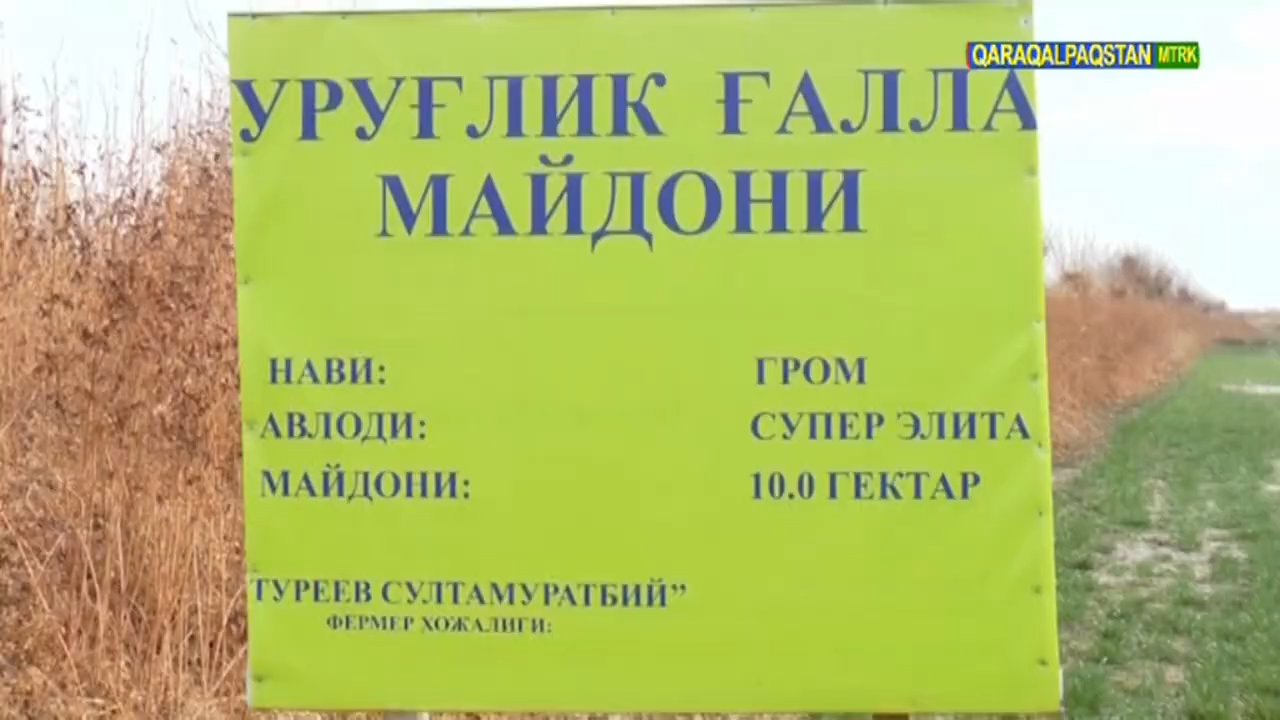 QARAQALPAQSTAN MTRK
УРУҒЛИК ҒАЛЛА
МАЙДОНИ
НАВИ: ГРОМ
АВЛОДИ: СУПЕР ЭЛИТА
МАЙДОНИ: 10.0 ГЕКТАР
ТУРЕЕВ СУЛТАМУРАТБИЙ”
ФЕРМЕР ХОЖАЛИГИ: